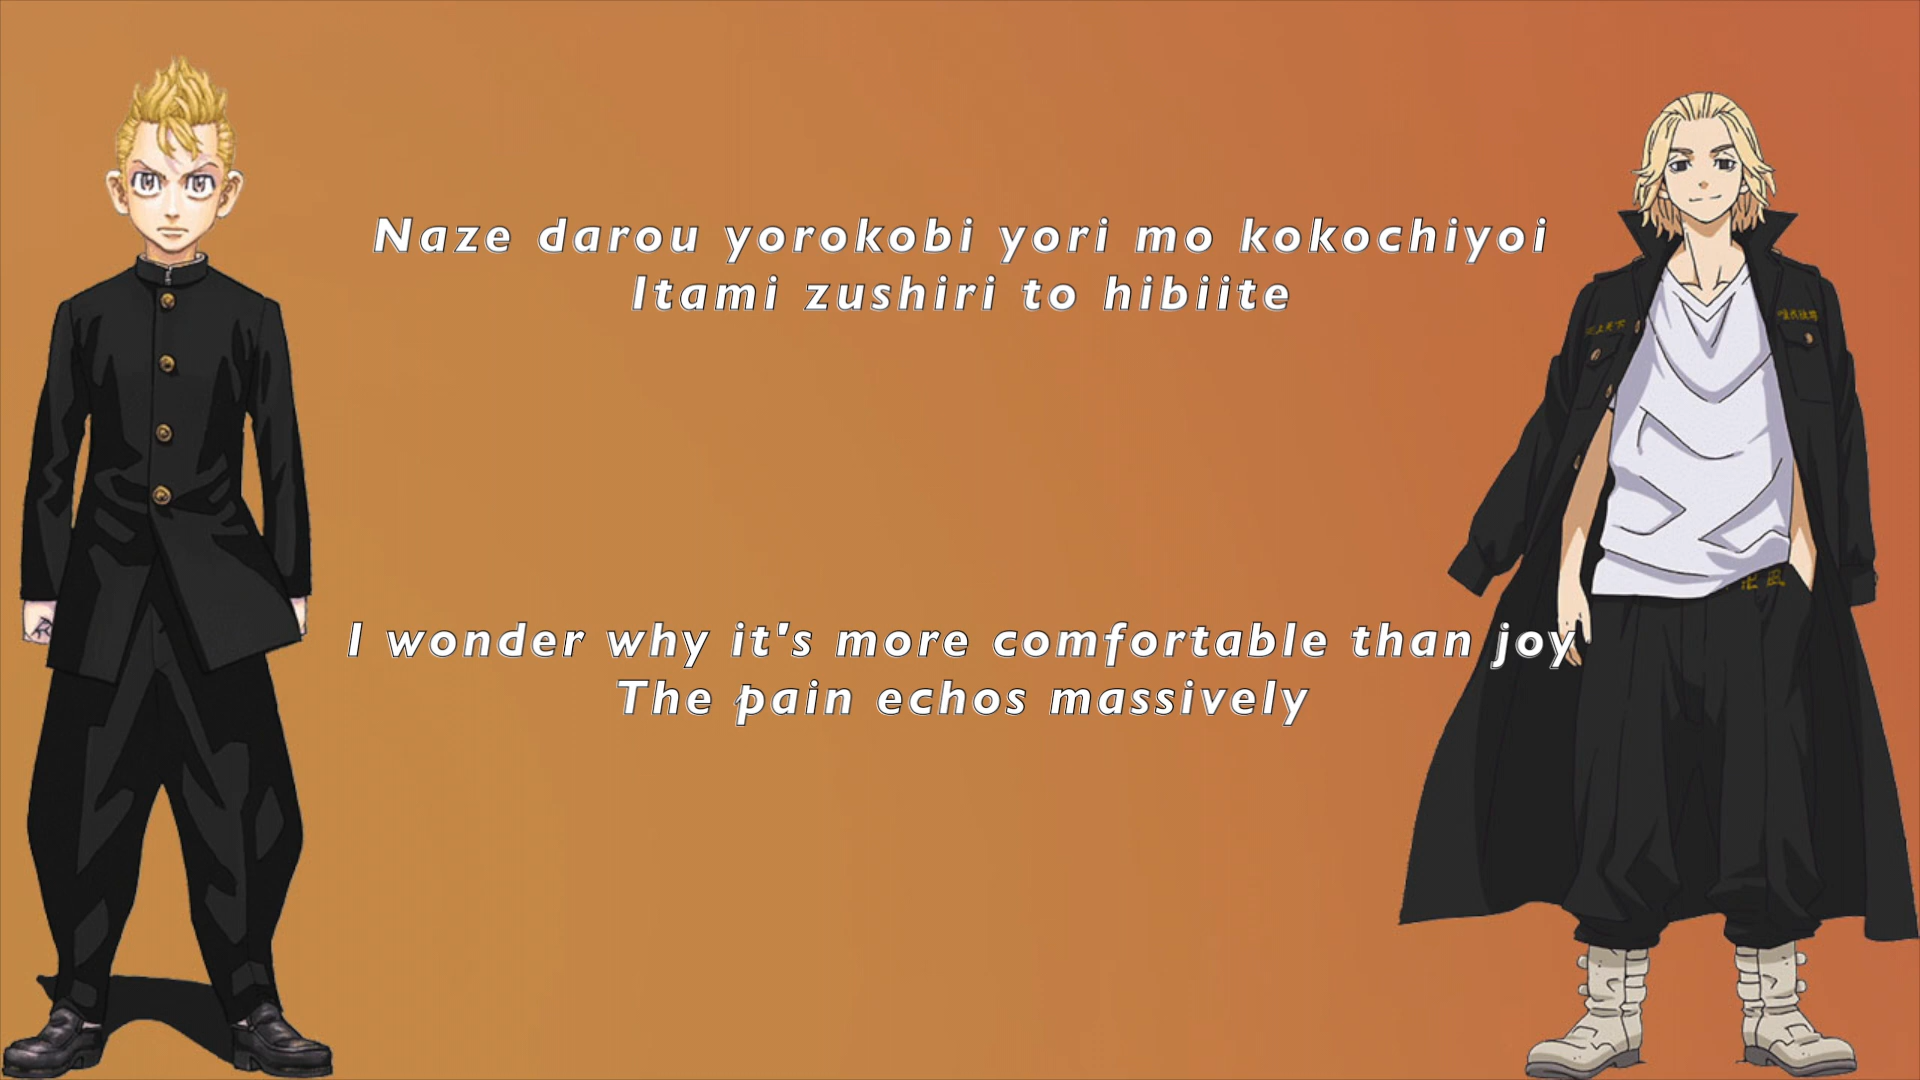 Naze darou yorokobi yori mo kokochiyoi
Itami zushiri to hibiite
I wonder why it's more comfortable than joy
The pain echos massively